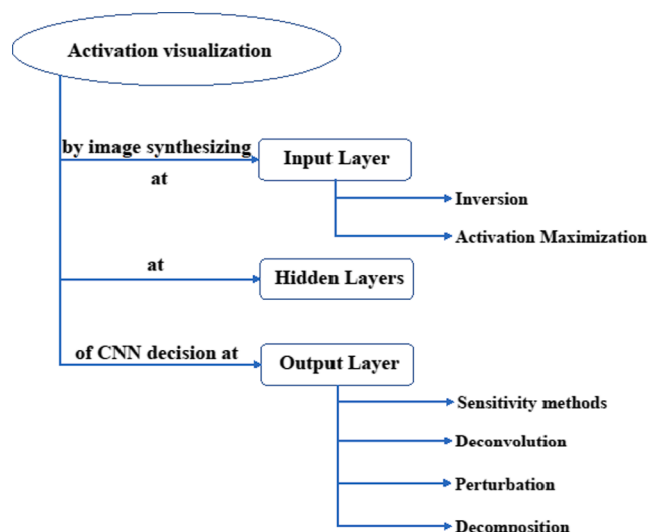 Activation visualization
by image synthesizing
at
Input Layer
Inversion
Activation Maximization
at
Hidden Layers
of CNN decision at
Output Layer
Sensitivity methods
Deconvolution
Perturbation
Decomposition